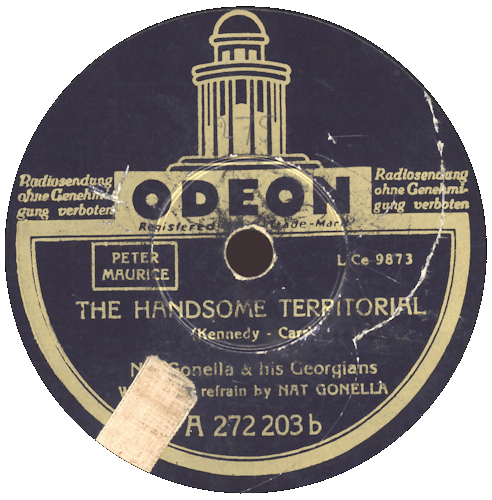 Radiosendung
ohne Genehmi-
gung verboten
ODEON
Radiosendung
ohne Genehmi-
gung verboten
Registered Trade-Mark
PETER
MAURICE
L Ce 9873
THE HANDSOME TERRITORIAL
(Kennedy - Carr)
Gonella & his Georgians
refrain by NAT GONELLA
A 272 203 b